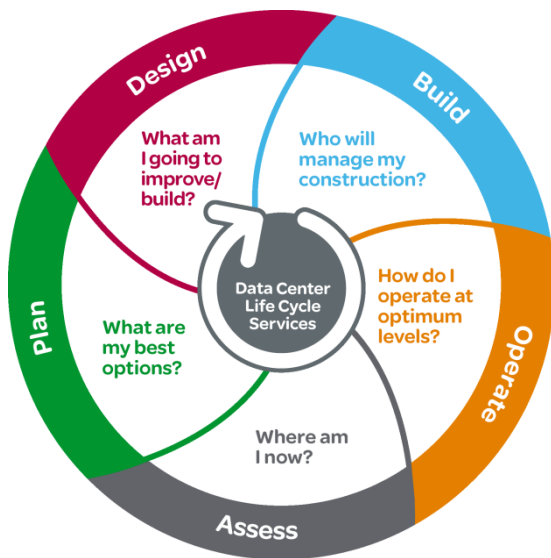 Design
What am
I going to
improve/
build?
Build
Who will
manage my
construction?
Operate
How do I
operate at
optimum
levels?
Assess
Where am
I now?
Plan
What are
my best
options?
Data Center
Life Cycle
Services